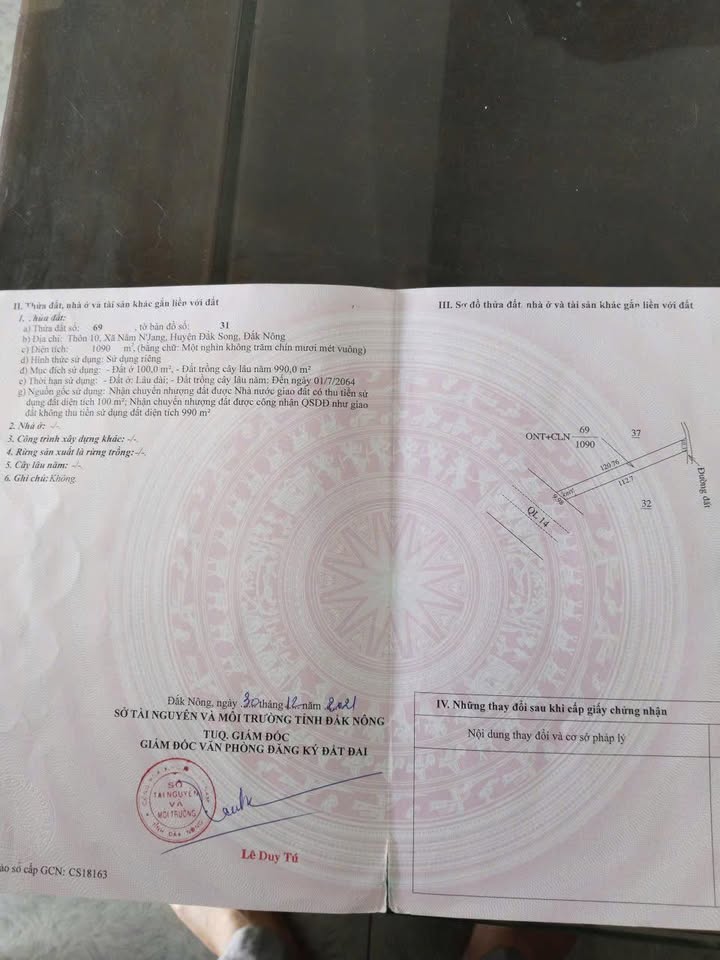 II. Thửa đất, nhà ở và tài sản khác gắn liền với đất
1. Thửa đất:
a) Thửa đất số: 69 , tờ bản đồ số: 31
b) Địa chỉ: Thôn 10, Xã Nâm N'Jang, Huyện Đắk Song, Đắk Nông
c) Diện tích: 1090 m², (bằng chữ: Một nghìn không trăm chín mươi mét vuông)
d) Hình thức sử dụng: Sử dụng riêng
đ) Mục đích sử dụng: - Đất ở 100,0 m², - Đất trồng cây lâu năm 990,0 m²
e) Thời hạn sử dụng: - Đất ở: Lâu dài; - Đất trồng cây lâu năm: Đến ngày 01/7/2064
g) Nguồn gốc sử dụng: Nhận chuyển nhượng đất được Nhà nước giao đất có thu tiền sử
dụng đất diện tích 100 m²; Nhận chuyển nhượng đất được công nhận QSDĐ như giao
đất không thu tiền sử dụng đất diện tích 990 m²
2. Nhà ở: -/-.
3. Công trình xây dựng khác: -/-.
4. Rừng sản xuất là rừng trồng: -/-.
5. Cây lâu năm: -/-.
6. Ghi chú: Không.
Đắk Nông, ngày 30 tháng 12 năm 2021
SỞ TÀI NGUYÊN VÀ MÔI TRƯỜNG TỈNH ĐẮK NÔNG
TUQ. GIÁM ĐỐC
GIÁM ĐỐC VĂN PHÒNG ĐĂNG KÝ ĐẤT ĐAI
SỞ
TÀI NGUYÊN
VÀ
MÔI TRƯỜNG
TỈNH ĐẮK NÔNG
Lê Duy Tú
số cấp GCN: CS18163
III. Sơ đồ thửa đất, nhà ở và tài sản khác gắn liền với đất
ONT+CLN
69
1090
37
120.76
112.7
9.98
32
QL 14
Đường đất
IV. Những thay đổi sau khi cấp giấy chứng nhận
Nội dung thay đổi và cơ sở pháp lý